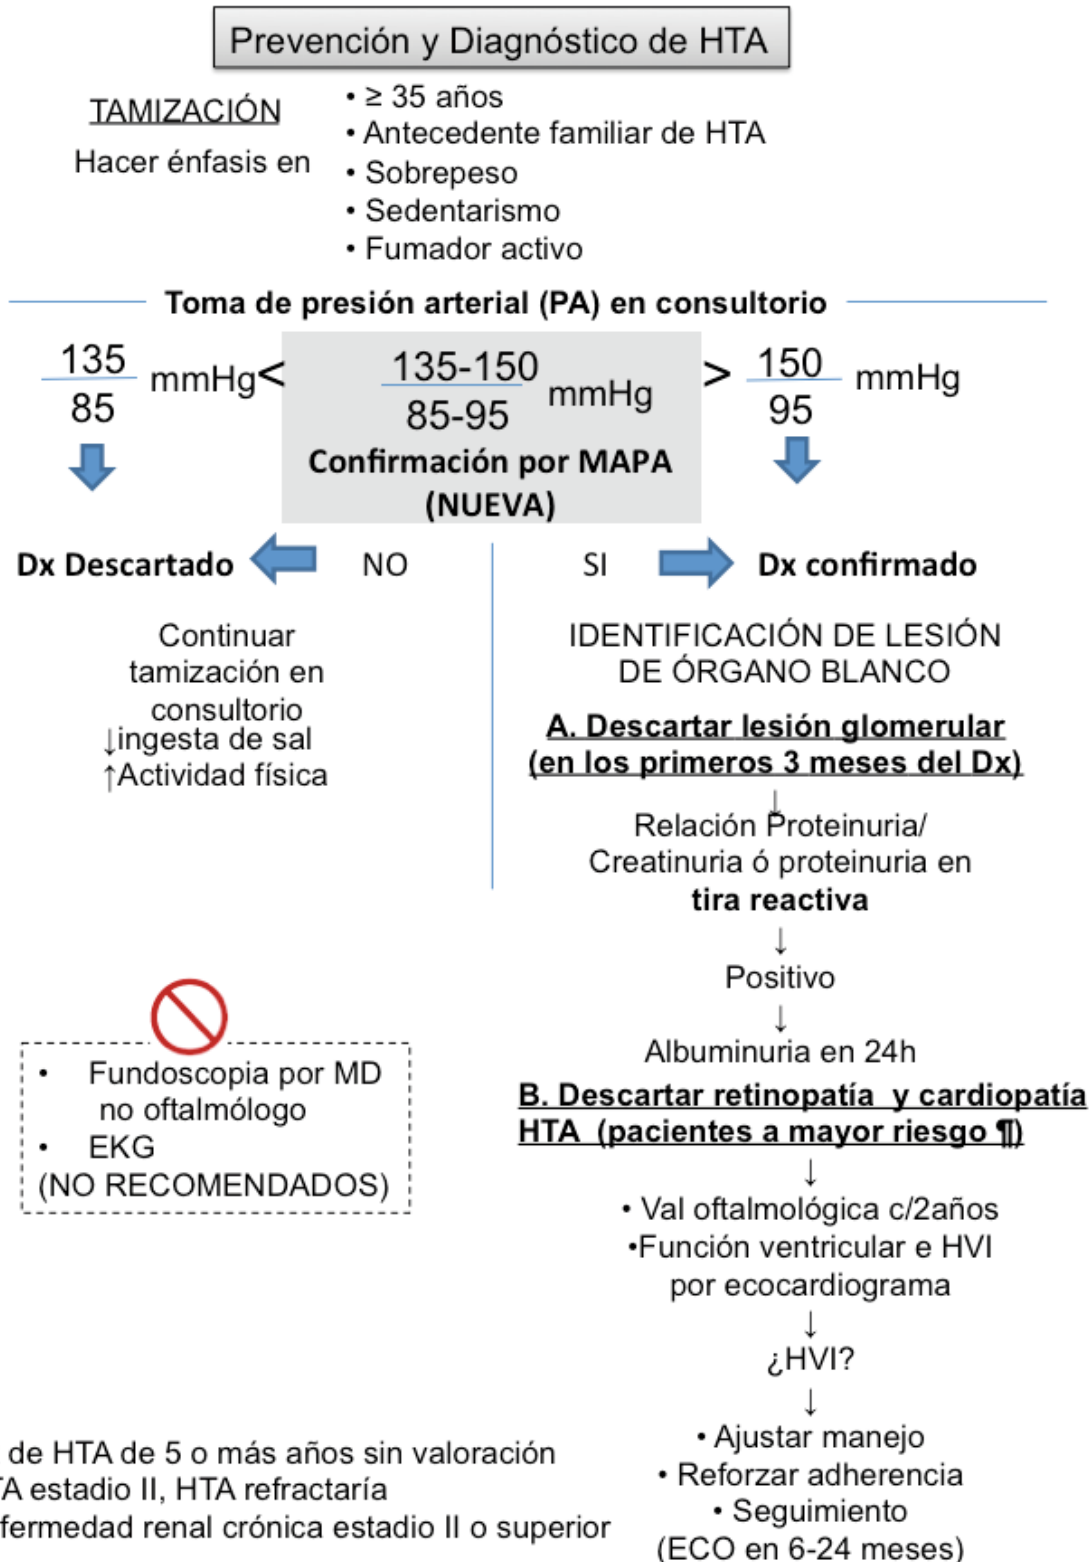 Prevención y Diagnóstico de HTA
TAMIZACIÓN
Hacer énfasis en
• ≥ 35 años
• Antecedente familiar de HTA
• Sobrepeso
• Sedentarismo
• Fumador activo
Toma de presión arterial (PA) en consultorio
135
85
mmHg
<
135-150
85-95
mmHg
Confirmación por MAPA
(NUEVA)
>
150
95
mmHg
Dx Descartado
NO
SI
Dx confirmado
Continuar
tamización en
consultorio
↓ingesta de sal
↑Actividad física
IDENTIFICACIÓN DE LESIÓN
DE ÓRGANO BLANCO
A. Descartar lesión glomerular
(en los primeros 3 meses del Dx)
↓
Relación Proteinuria/
Creatinuria ó proteinuria en
tira reactiva
↓
Positivo
↓
Albuminuria en 24h
• Fundoscopia por MD
no oftalmólogo
• EKG
(NO RECOMENDADOS)
B. Descartar retinopatía y cardiopatía
HTA (pacientes a mayor riesgo ¶)
↓
• Val oftalmológica c/2años
•Función ventricular e HVI
por ecocardiograma
↓
¿HVI?
↓
• Ajustar manejo
• Reforzar adherencia
• Seguimiento
(ECO en 6-24 meses)
de HTA de 5 o más años sin valoración
estadio II, HTA refractaría
renal crónica estadio II o superior